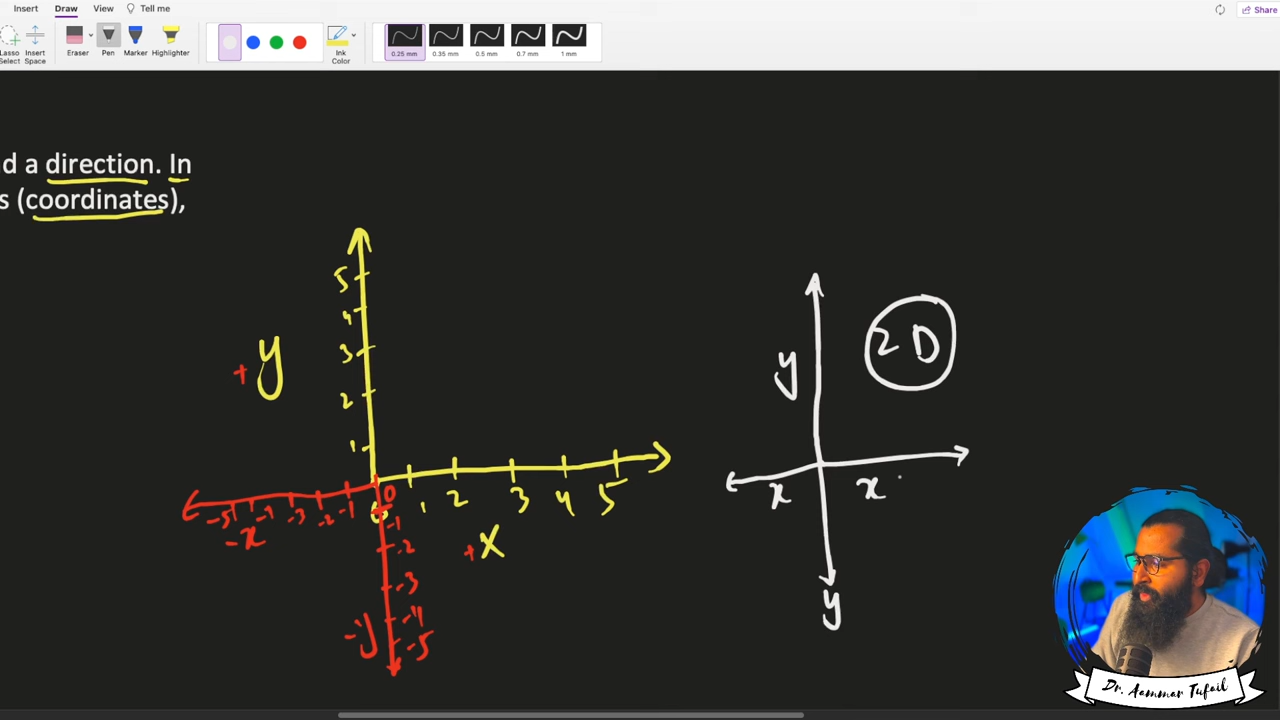 Insert Draw View Tell me
Share
Lasso Select
Insert Space
Eraser
Pen
Marker
Highlighter
Ink Color
0.25 mm
0.35 mm
0.5 mm
0.7 mm
1 mm
d a direction. In
s (coordinates),
5
4
3
2
1
+y
2D
y
0
1 2 3 4 5
+x
-5 -4 -3 -2 -1 0
-x
-1
-2
-3
-4
-5
-y
x x
y
Dr. Aammar Tufail